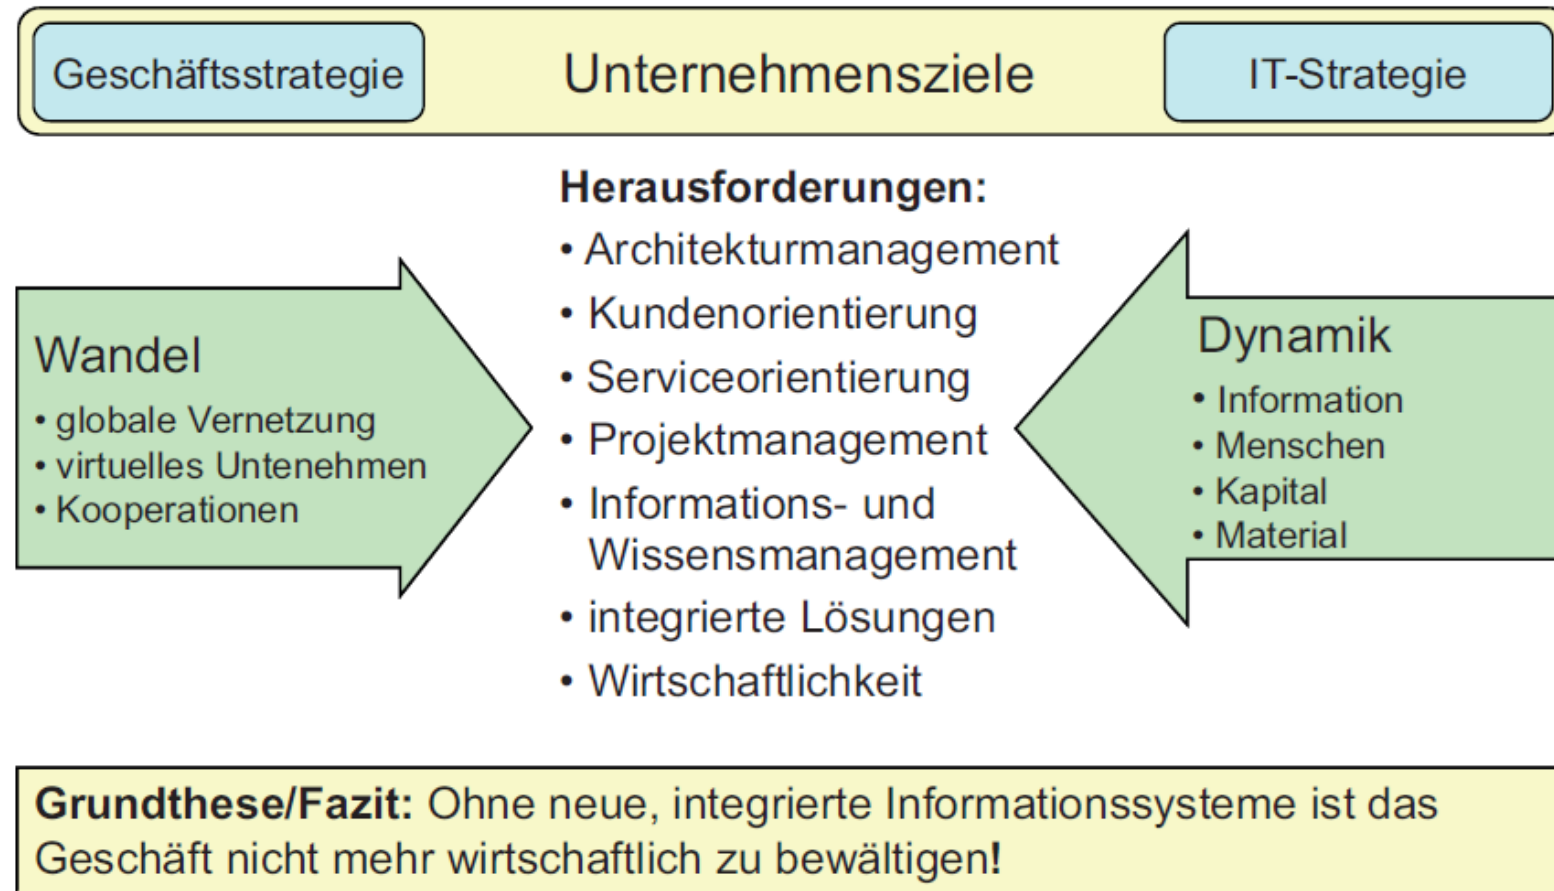 Geschäftsstrategie
Unternehmensziele
IT-Strategie
Herausforderungen:
• Architekturmanagement
• Kundenorientierung
• Serviceorientierung
• Projektmanagement
• Informations- und
Wissensmanagement
• integrierte Lösungen
• Wirtschaftlichkeit
Wandel
• globale Vernetzung
• virtuelles Untenehmen
• Kooperationen
Dynamik
• Information
• Menschen
• Kapital
• Material
Grundthese/Fazit: Ohne neue, integrierte Informationssysteme ist das
Geschäft nicht mehr wirtschaftlich zu bewältigen!